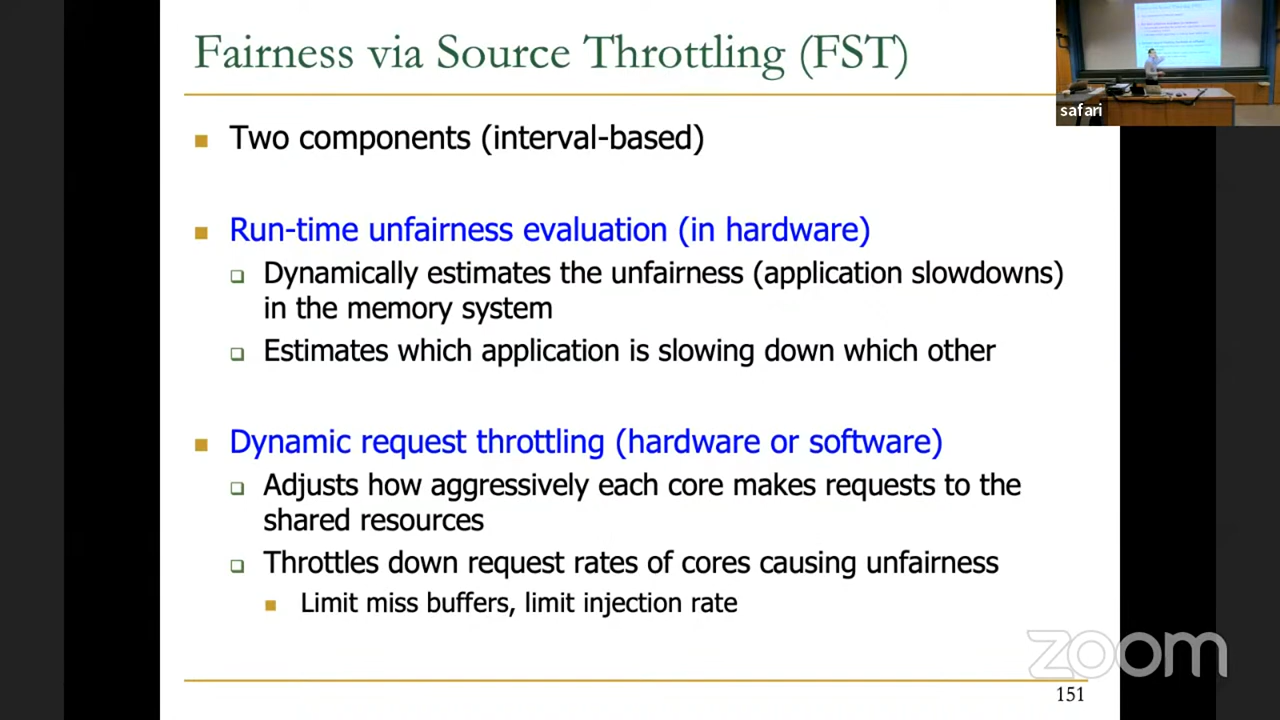 Fairness via Source Throttling (FST)
safari
Two components (interval-based)
Run-time unfairness evaluation (in hardware)
Dynamically estimates the unfairness (application slowdowns)
in the memory system
Estimates which application is slowing down which other
Dynamic request throttling (hardware or software)
Adjusts how aggressively each core makes requests to the
shared resources
Throttles down request rates of cores causing unfairness
Limit miss buffers, limit injection rate
zoom
151